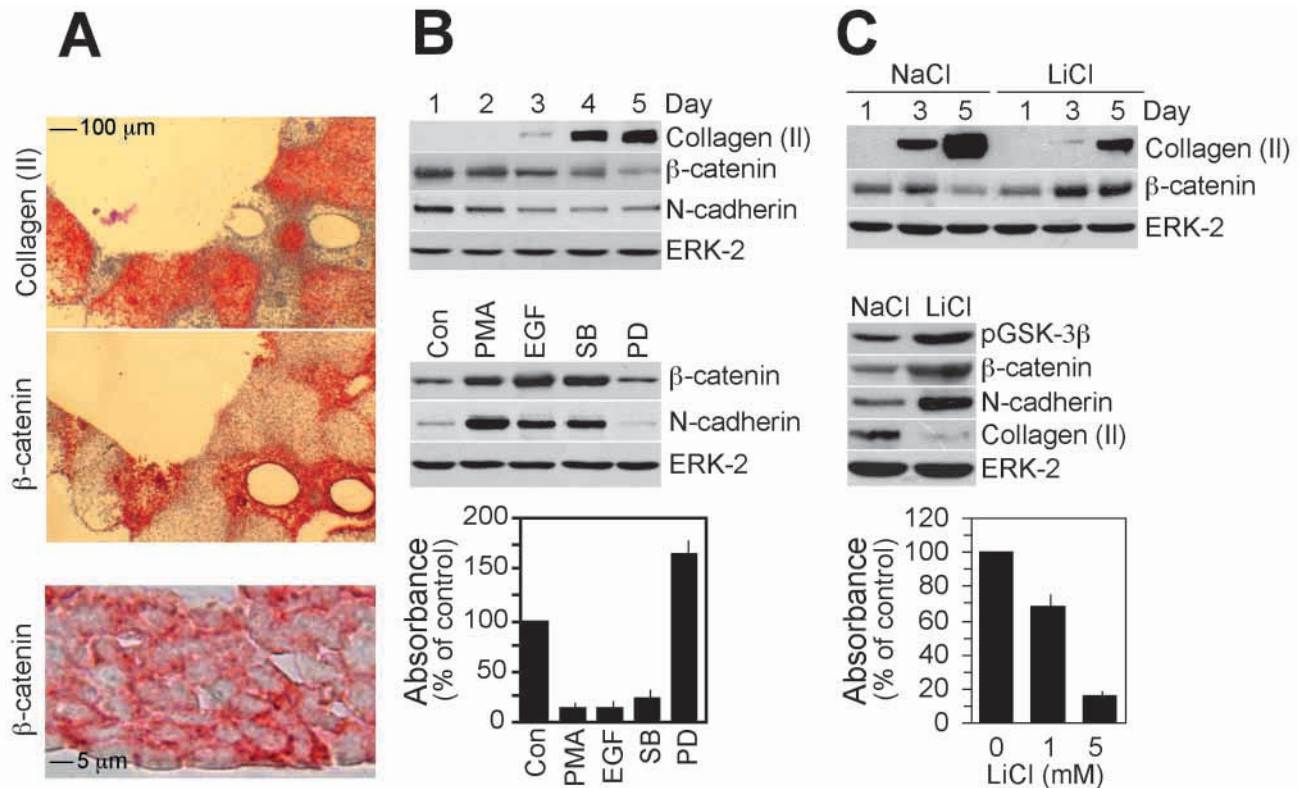 A
100 μm
Collagen (II)
β-catenin
β-catenin
5 μm
B
1 2 3 4 5 Day
Collagen (II)
β-catenin
N-cadherin
ERK-2
Con PMA EGF SB PD
β-catenin
N-cadherin
ERK-2
Absorbance
(% of control)
200
150
100
50
0
Con PMA EGF SB PD
C
NaCl LiCl
1 3 5 1 3 5 Day
Collagen (II)
β-catenin
ERK-2
NaCl LiCl
pGSK-3β
β-catenin
N-cadherin
Collagen (II)
ERK-2
Absorbance
(% of control)
120
100
80
60
40
20
0
0 1 5
LiCl (mM)